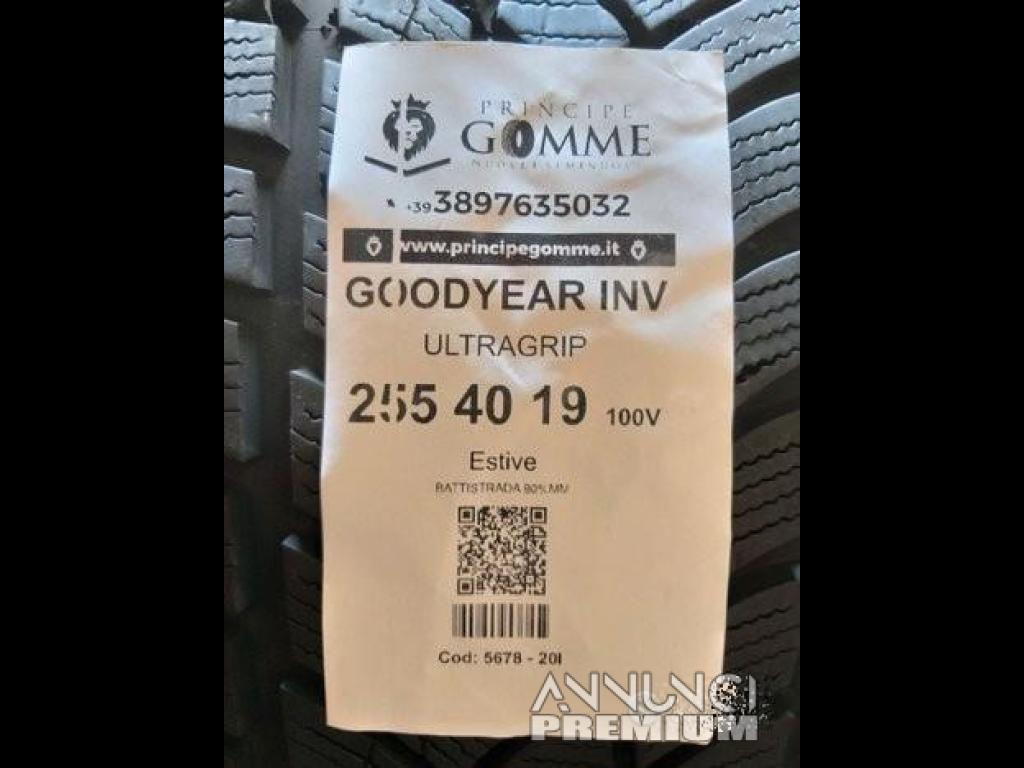 PRINCIPE
GOMME
+39 3897635032
www.principegomme.it
GOODYEAR INV
ULTRAGRIP
255 40 19 100V
Estive
BATTISTRADA 80%MM
Cod: 5678 - 20I
ANNUNCI
PREMIUM